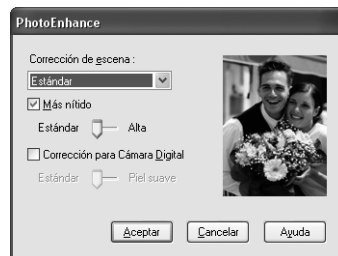 PhotoEnhance
Corrección de escena :
Estándar
Más nítido
Estándar Alta
Corrección para Cámara Digital
Estándar Piel suave
Aceptar Cancelar Ayuda